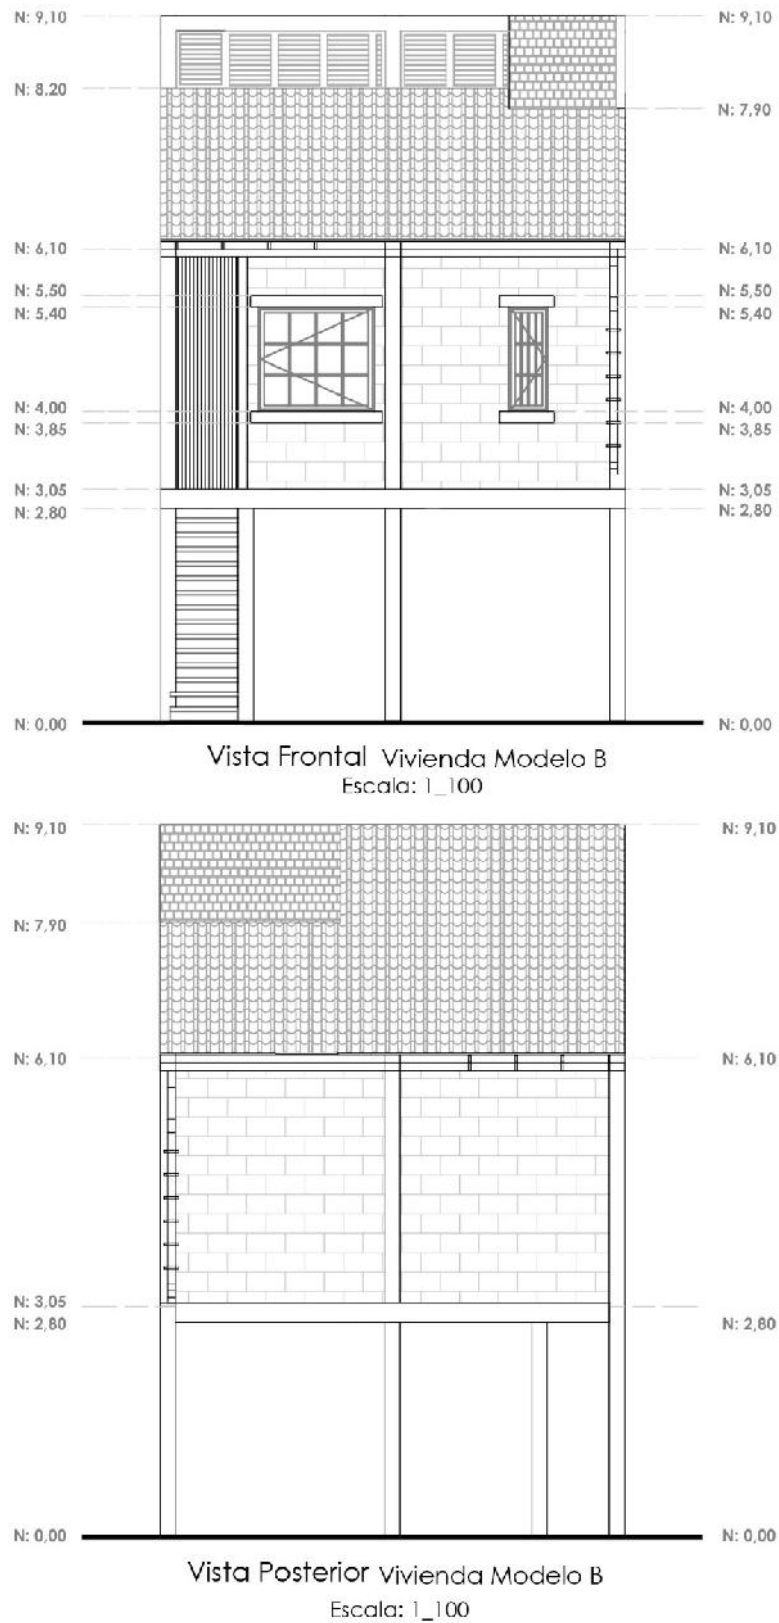 N: 9,10 N: 9,10
N: 8,20
N: 7,90
N: 6,10 N: 6,10
N: 5,50 N: 5,50
N: 5,40 N: 5,40
N: 4,00 N: 4,00
N: 3,85 N: 3,85
N: 3,05 N: 3,05
N: 2,80 N: 2,80
N: 0,00 N: 0,00
Vista Frontal Vivienda Modelo B
Escala: 1_100
N: 9,10 N: 9,10
N: 7,90
N: 6,10 N: 6,10
N: 3,05
N: 2,80 N: 2,80
N: 0,00 N: 0,00
Vista Posterior Vivienda Modelo B
Escala: 1_100